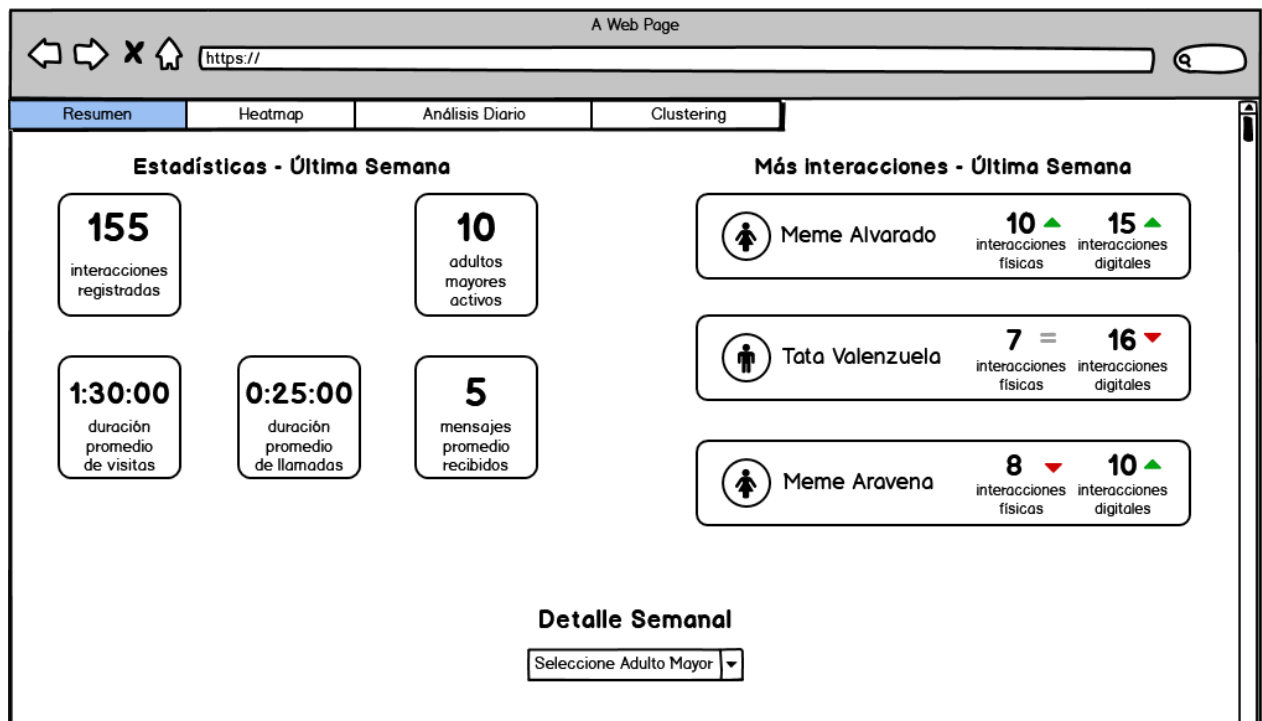 A Web Page
https://
Resumen
Heatmap
Análisis Diario
Clustering
Estadísticas - Última Semana
155
interacciones
registradas
10
adultos
mayores
activos
1:30:00
duración
promedio
de visitas
0:25:00
duración
promedio
de llamadas
5
mensajes
promedio
recibidos
Más interacciones - Última Semana
Meme Alvarado
10
interacciones
físicas
15
interacciones
digitales
Tata Valenzuela
7 =
interacciones
físicas
16
interacciones
digitales
Meme Aravena
8
interacciones
físicas
10
interacciones
digitales
Detalle Semanal
Seleccione Adulto Mayor